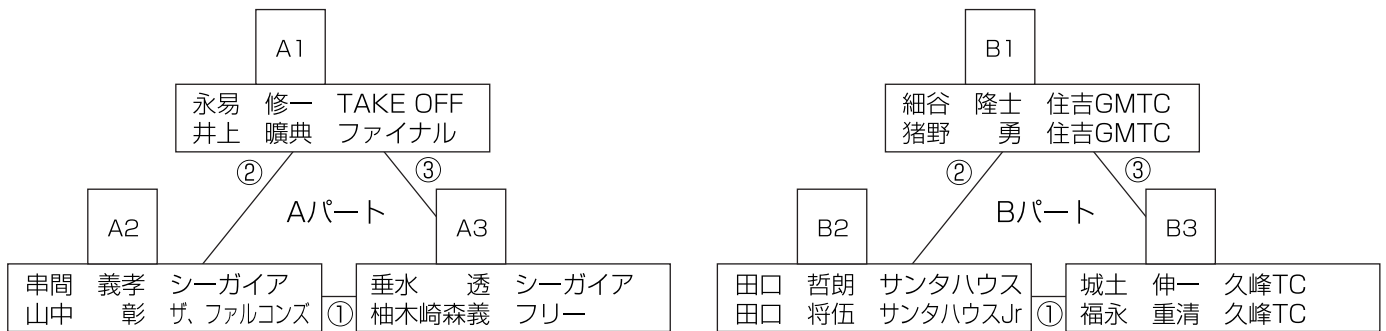 A1
永易 修一 TAKE OFF
井上 曠典 ファイナル
② ③
Aパート
A2
串間 義孝 シーガイア
山中 彰 ザ、ファルコンズ
①
A3
垂水 透 シーガイア
柚木崎森義 フリー
B1
細谷 隆士 住吉GMTC
猪野 勇 住吉GMTC
② ③
Bパート
B2
田口 哲朗 サンタハウス
田口 将伍 サンタハウスJr
①
B3
城土 伸一 久峰TC
福永 重清 久峰TC